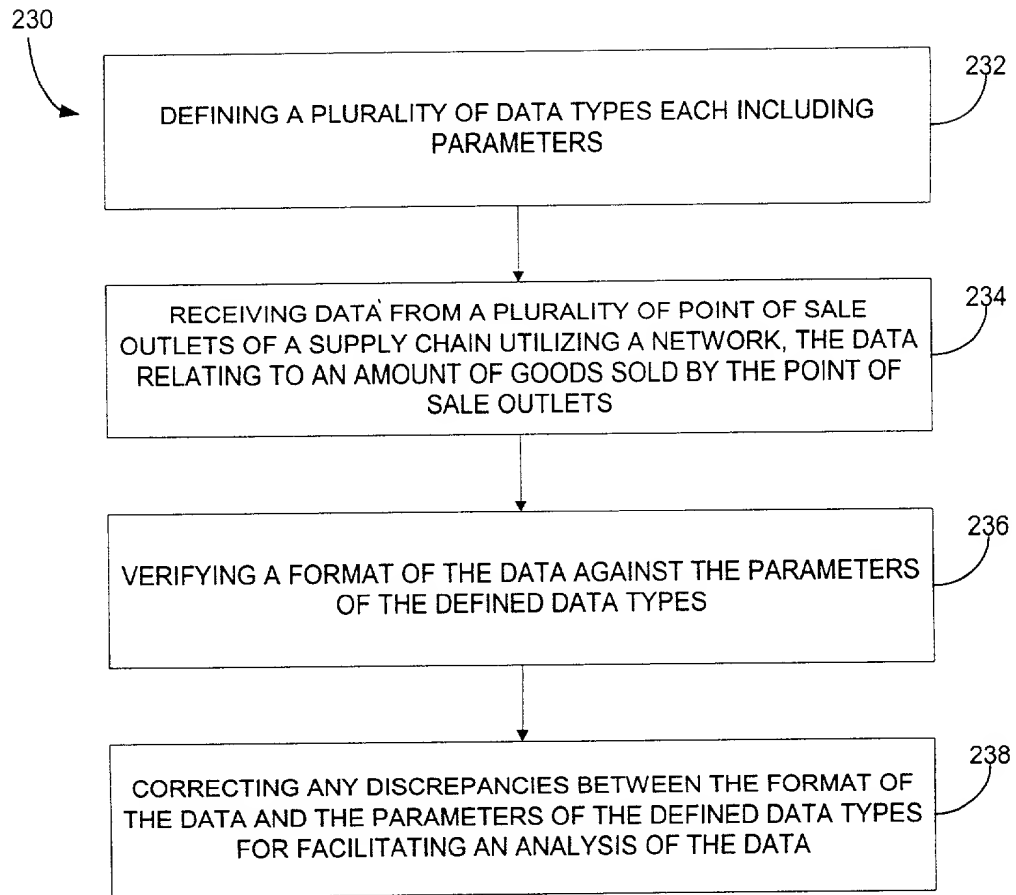 230
232
DEFINING A PLURALITY OF DATA TYPES EACH INCLUDING
PARAMETERS
234
RECEIVING DATA FROM A PLURALITY OF POINT OF SALE
OUTLETS OF A SUPPLY CHAIN UTILIZING A NETWORK, THE DATA
RELATING TO AN AMOUNT OF GOODS SOLD BY THE POINT OF
SALE OUTLETS
236
VERIFYING A FORMAT OF THE DATA AGAINST THE PARAMETERS
OF THE DEFINED DATA TYPES
238
CORRECTING ANY DISCREPANCIES BETWEEN THE FORMAT OF
THE DATA AND THE PARAMETERS OF THE DEFINED DATA TYPES
FOR FACILITATING AN ANALYSIS OF THE DATA